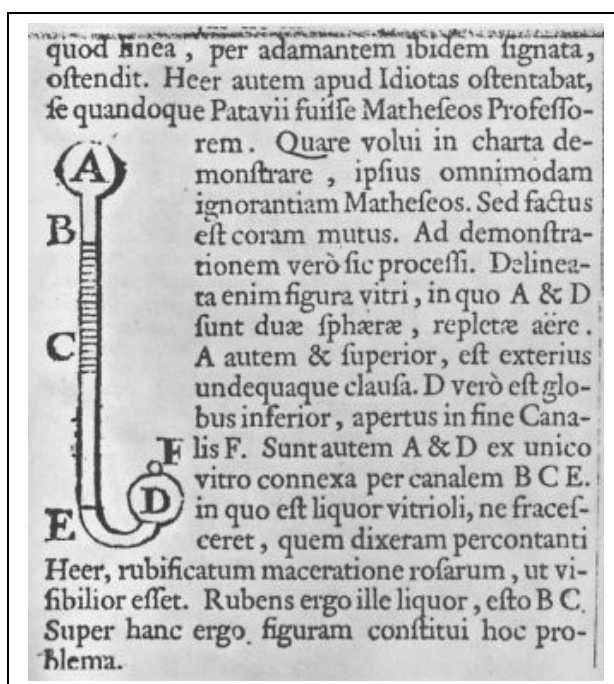 quod linea, per adamantem ibidem ſignata,
oſtendit. Heer autem apud Idiotas oſtentabat,
ſe quandoque Patavii fuiſſe Matheſeos Profeſſo-
rem. Quare volui in charta de-
monſtrare, ipſius omnimodam
ignorantiam Matheſeos. Sed factus
eſt coram mutus. Ad demonſtra-
tionem verò ſic proceſſi. Delinea-
ta enim figura vitri, in quo A & D
ſunt duæ ſphæræ, repletæ aëre.
A autem & ſuperior, eſt exterius
undequaque clauſa. D verò eſt glo-
bus inferior, apertus in fine Cana-
lis F. Sunt autem A & D ex unico
vitro connexa per canalem B C E.
in quo eſt liquor vitrioli, ne fraceſ-
ceret, quem dixeram percontanti
Heer, rubificatum maceratione roſarum, ut vi-
ſibilior eſſet. Rubens ergo ille liquor, eſto B C.
Super hanc ergo figuram conſtitui hoc pro-
blema.
A
B
C
F
D
E